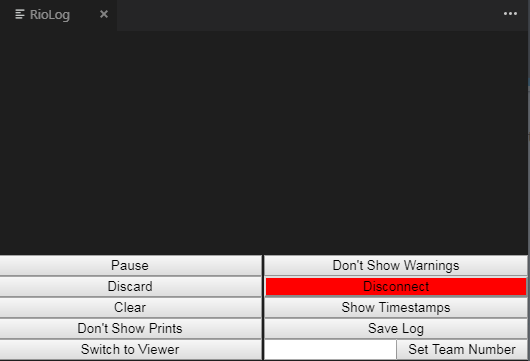 RioLog
Pause
Don't Show Warnings
Discard
Disconnect
Clear
Show Timestamps
Don't Show Prints
Save Log
Switch to Viewer
Set Team Number